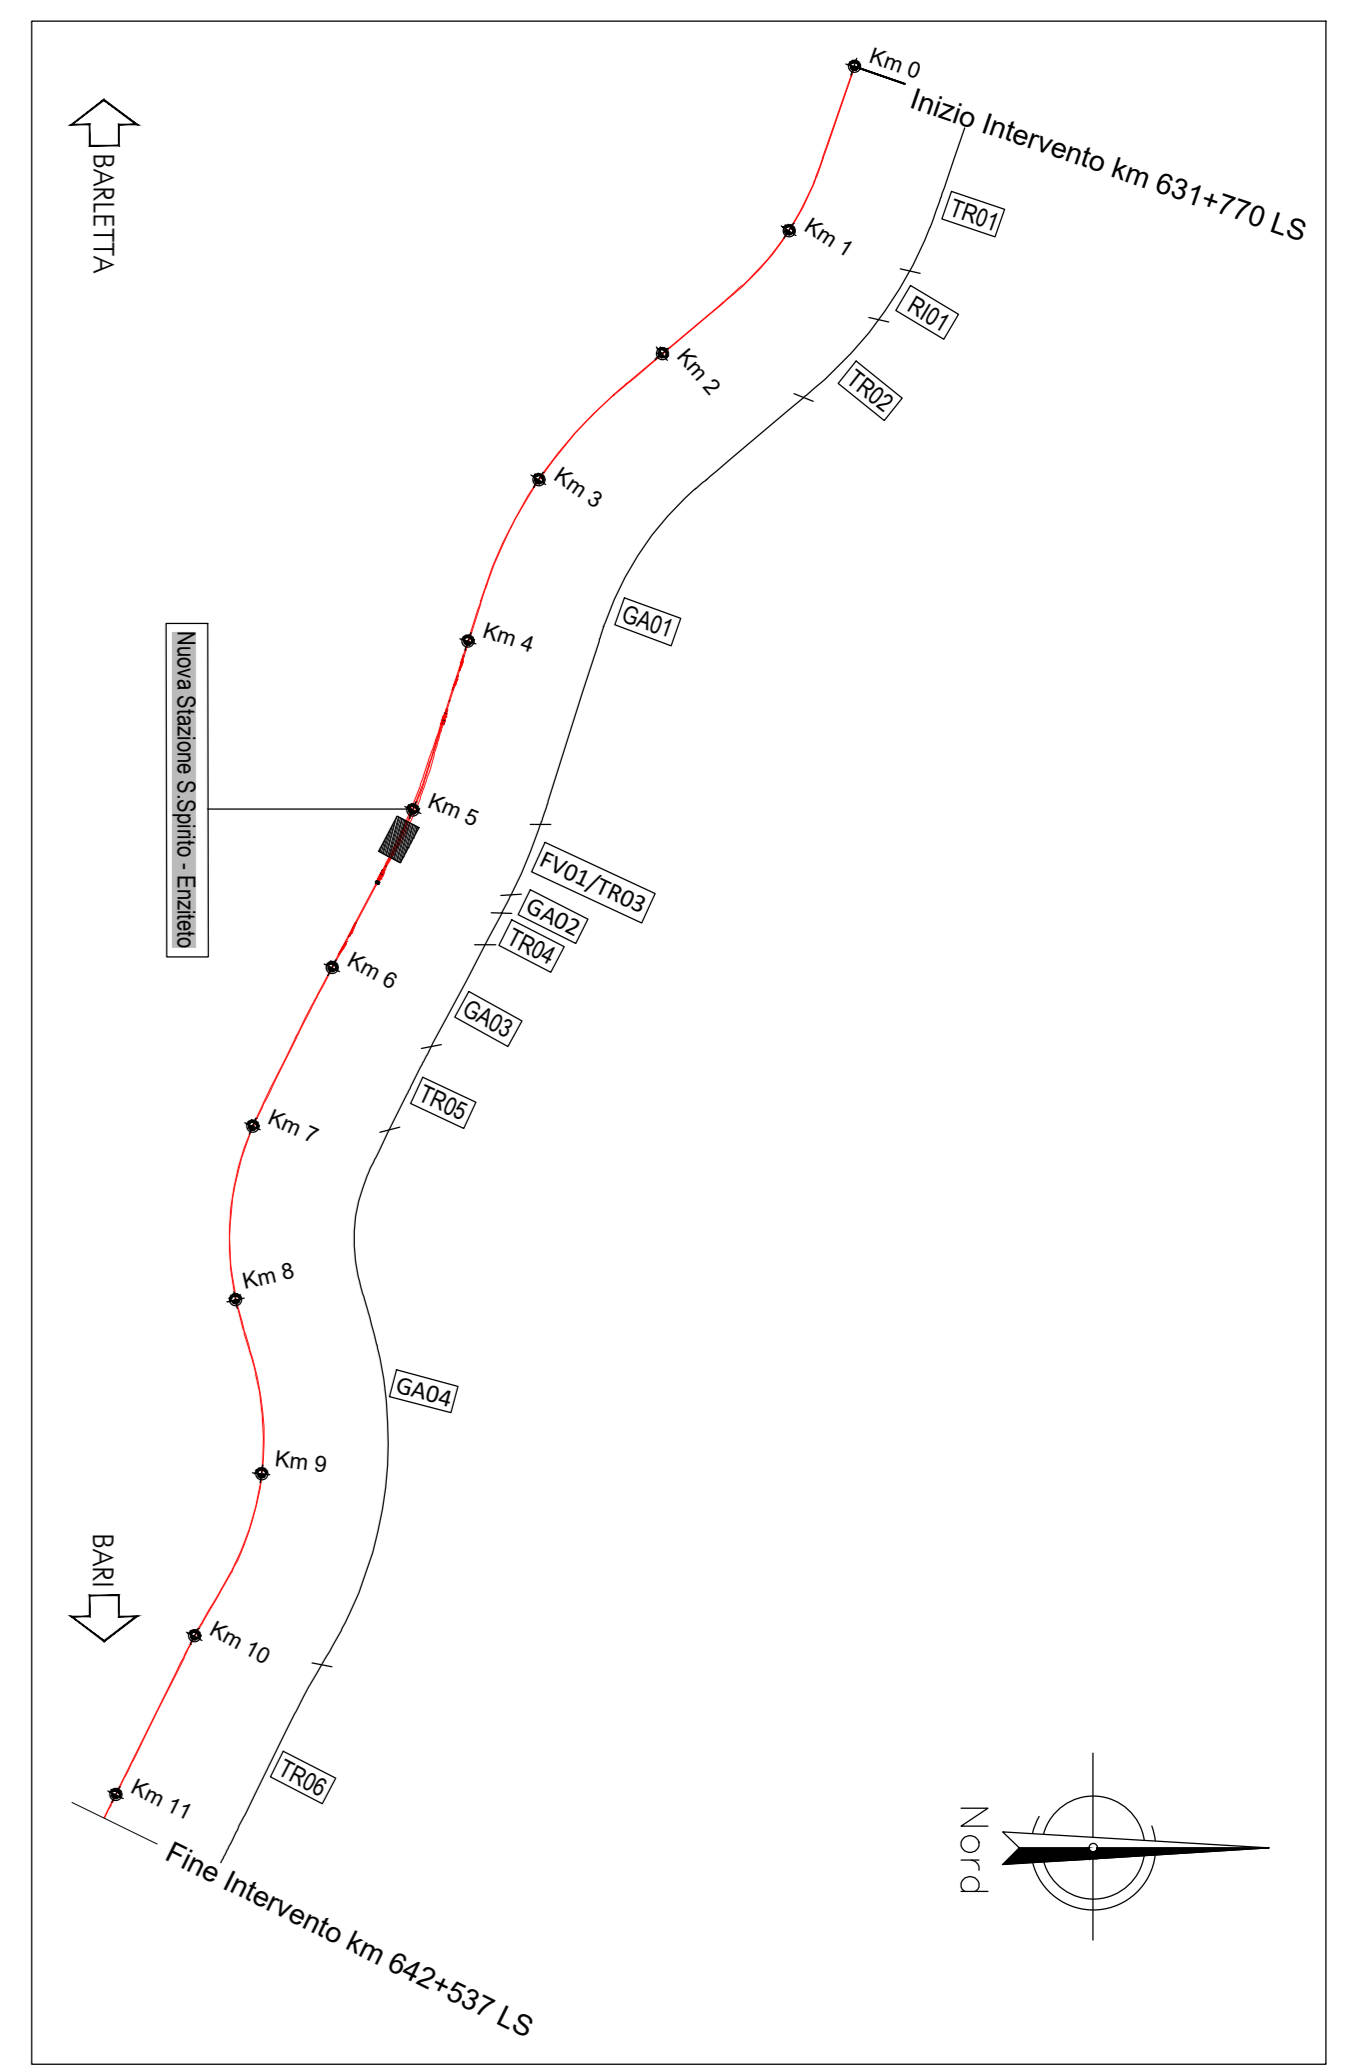 Km 0
Inizio Intervento km 631+770 LS
BARLETTA
TR01
Km 1
RI01
Km 2
TR02
Km 3
GA01
Km 4
Nuova Stazione S.Spirito - Enziteto
Km 5
FV01/TR03
GA02
TR04
Km 6
GA03
TR05
Km 7
Km 8
GA04
Km 9
BARI
Km 10
TR06
Km 11
Fine Intervento km 642+537 LS
Nord